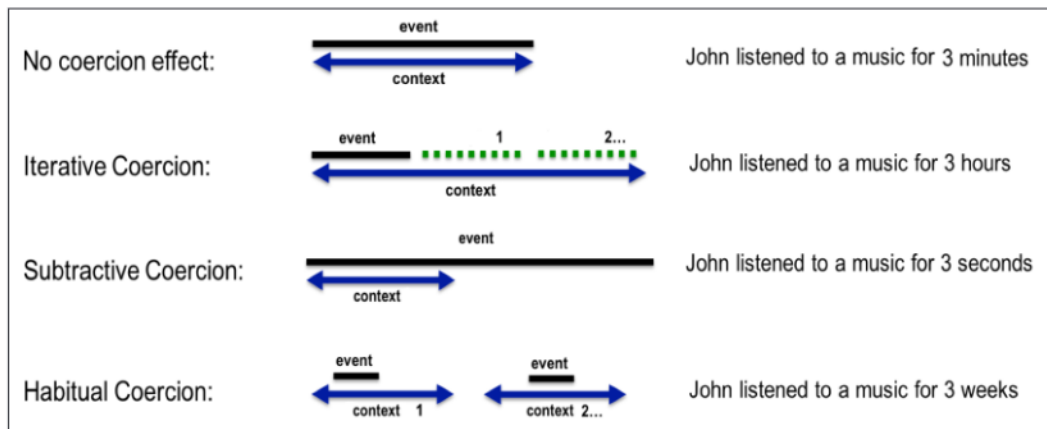 event
No coercion effect:
context
John listened to a music for 3 minutes
event 1 2...
Iterative Coercion:
context
John listened to a music for 3 hours
event
Subtractive Coercion:
context
John listened to a music for 3 seconds
event event
Habitual Coercion:
context 1 context 2...
John listened to a music for 3 weeks